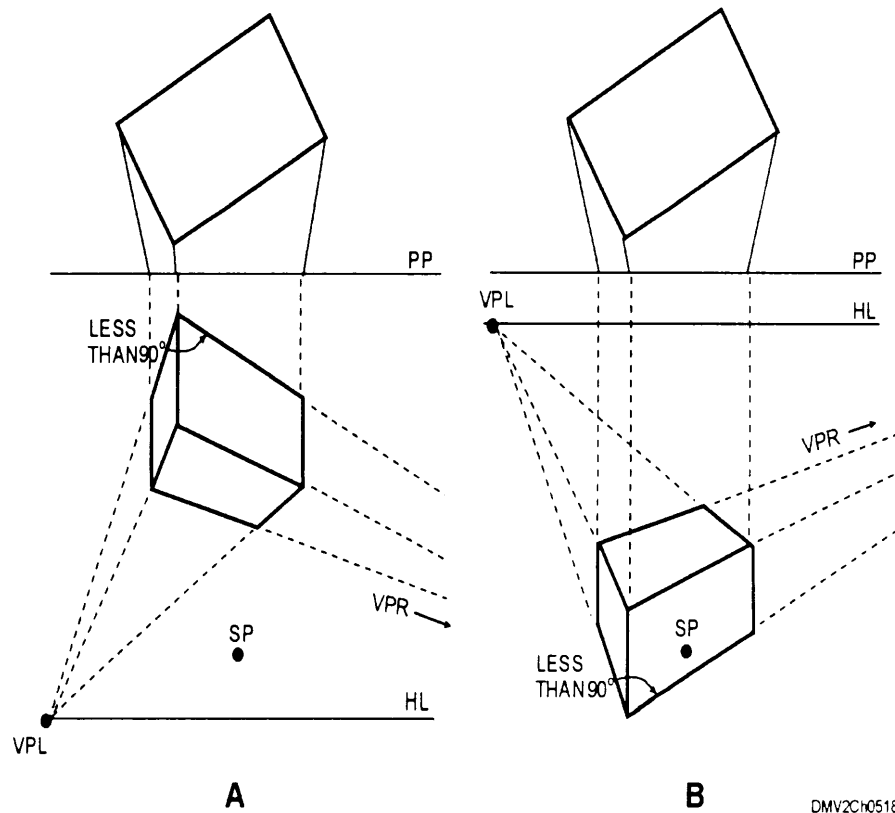 PP
LESS
THAN 90°
VPR
SP
HL
VPL
A
PP
VPL
HL
VPR
SP
LESS
THAN 90°
B
DMV2Ch0518